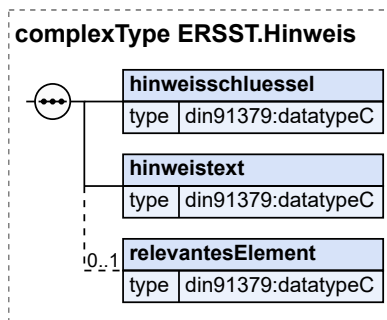 complexType ERSST.Hinweis
hinweisschluessel
type din91379:datatypeC
hinweistext
type din91379:datatypeC
0..1
relevantesElement
type din91379:datatypeC